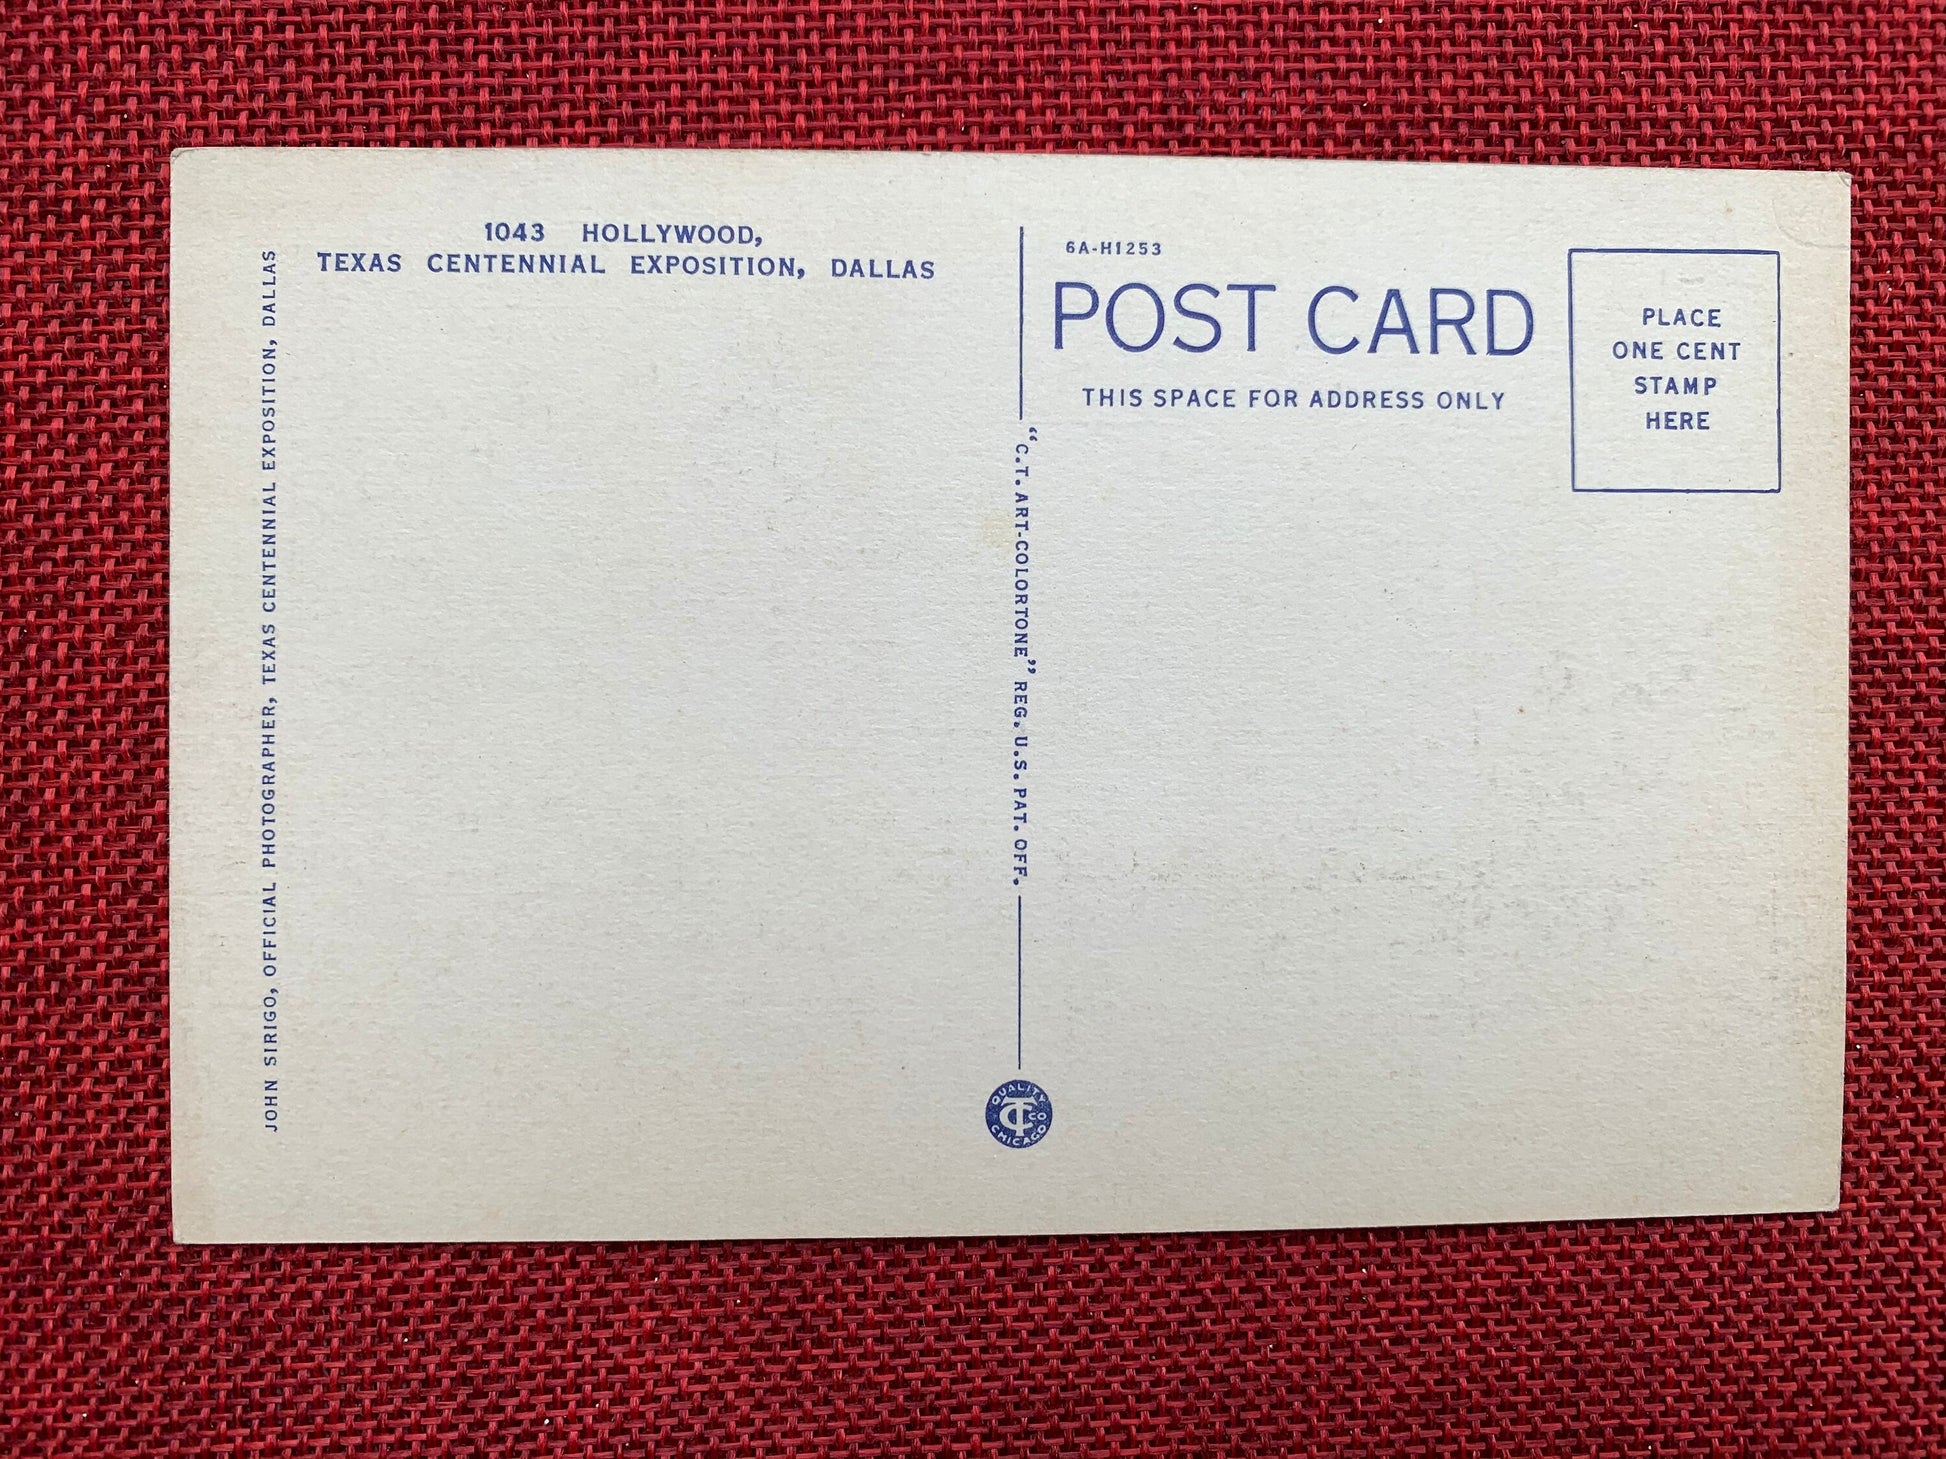 1043 HOLLYWOOD,
TEXAS CENTENNIAL EXPOSITION, DALLAS
JOHN SIRIGO, OFFICIAL PHOTOGRAPHER, TEXAS CENTENNIAL EXPOSITION, DALLAS
"C.T. ART-COLORTONE" REG. U.S. PAT. OFF.
QUALITY
CT CO
CHICAGO
6A-H1253
POST CARD
THIS SPACE FOR ADDRESS ONLY
PLACE
ONE CENT
STAMP
HERE